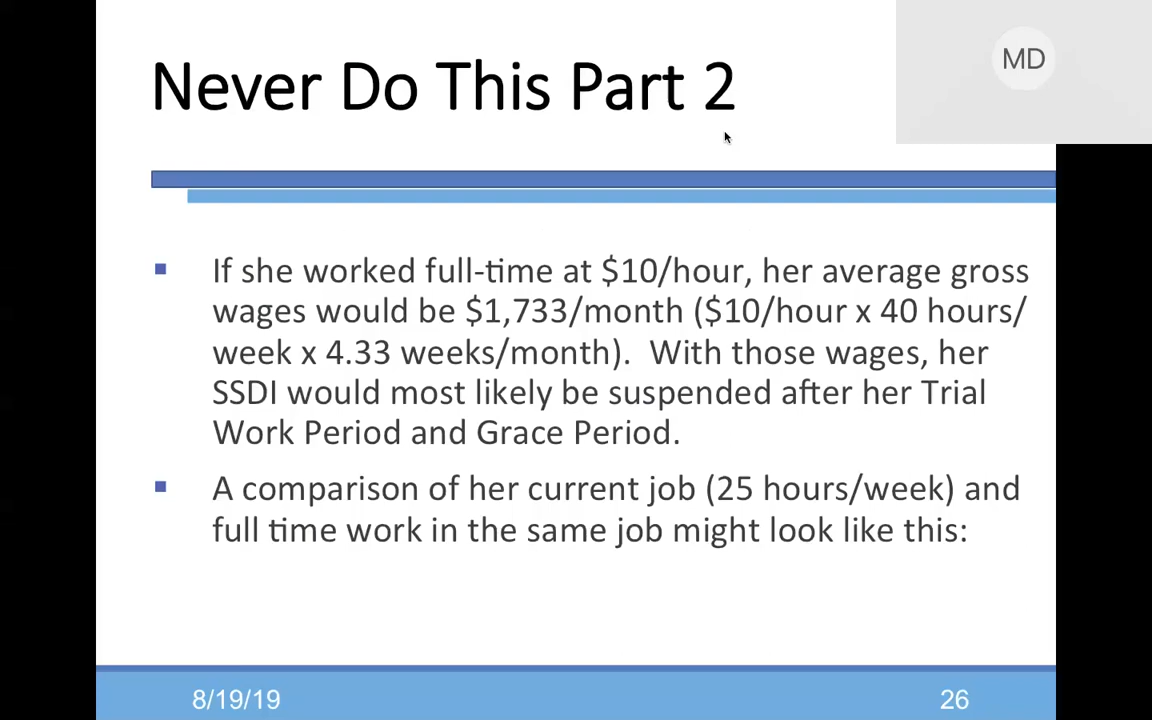 MD
Never Do This Part 2
If she worked full-time at $10/hour, her average gross
wages would be $1,733/month ($10/hour x 40 hours/
week x 4.33 weeks/month).  With those wages, her
SSDI would most likely be suspended after her Trial
Work Period and Grace Period.
A comparison of her current job (25 hours/week) and
full time work in the same job might look like this:
8/19/19
26